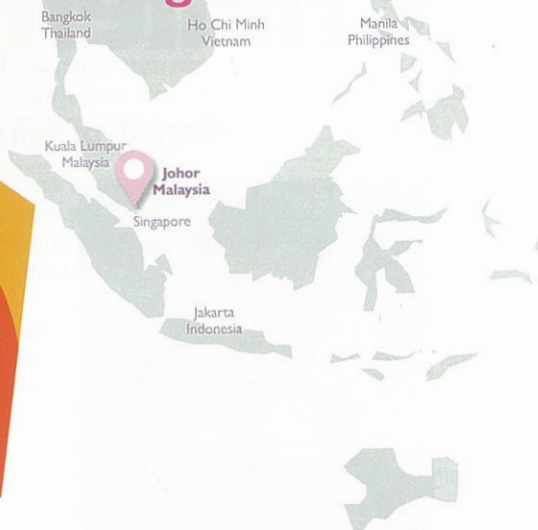 Bangkok
Thailand
Ho Chi Minh
Vietnam
Manila
Philippines
Kuala Lumpur
Malaysia
Johor
Malaysia
Singapore
Jakarta
Indonesia